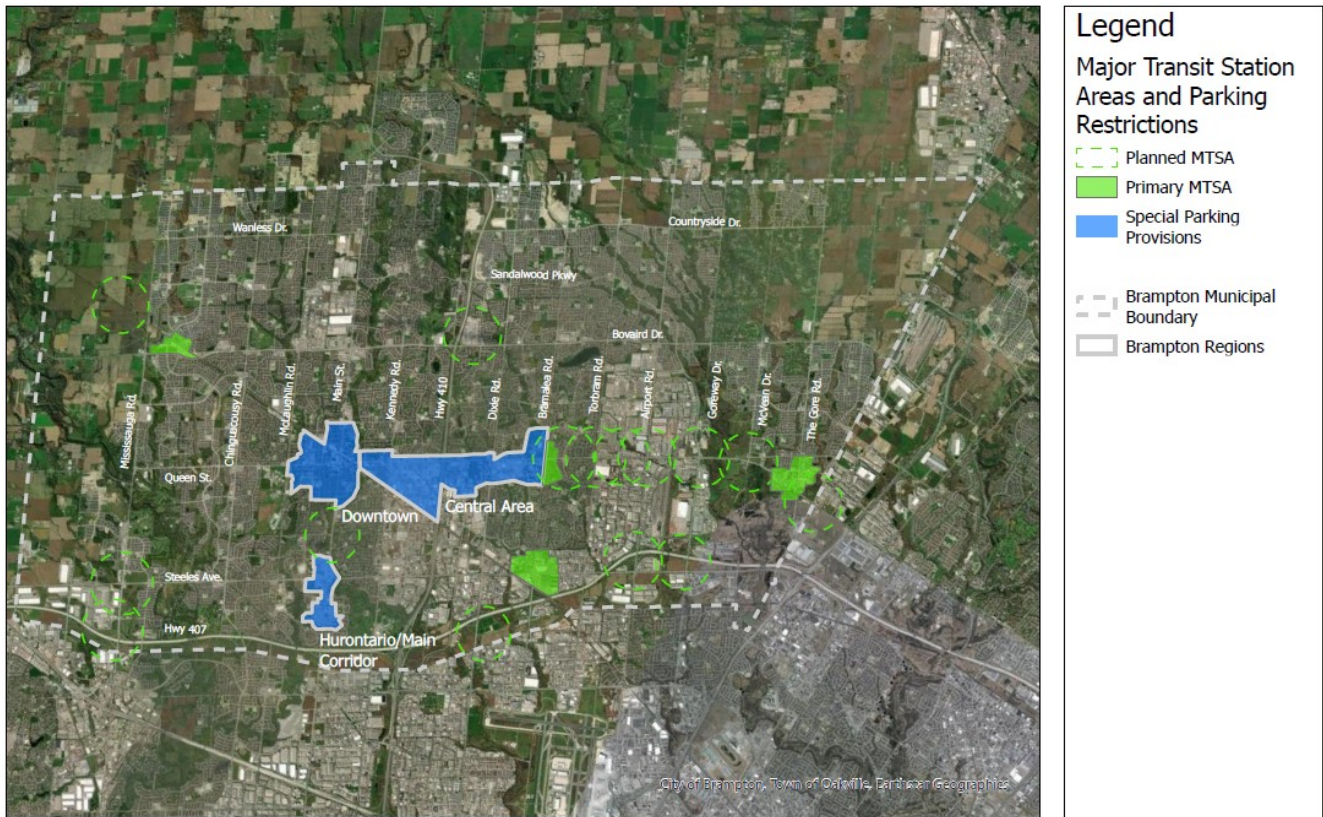 Wanless Dr.
Countryside Dr.
Sandalwood Pkwy
Bovaird Dr.
Mississauga Rd.
Chinguacousy Rd.
McLaughlin Rd.
Main St.
Kennedy Rd.
Hwy 410
Dixie Rd.
Bramalea Rd.
Torbram Rd.
Airport Rd.
Goreway Dr.
McVean Dr.
The Gore Rd.
Queen St.
Downtown
Central Area
Steeles Ave.
Hwy 407
Hurontario/Main
Corridor
City of Brampton, Town of Oakville, Earthstar Geographics
Legend
Major Transit Station
Areas and Parking
Restrictions
Planned MTSA
Primary MTSA
Special Parking
Provisions
Brampton Municipal
Boundary
Brampton Regions